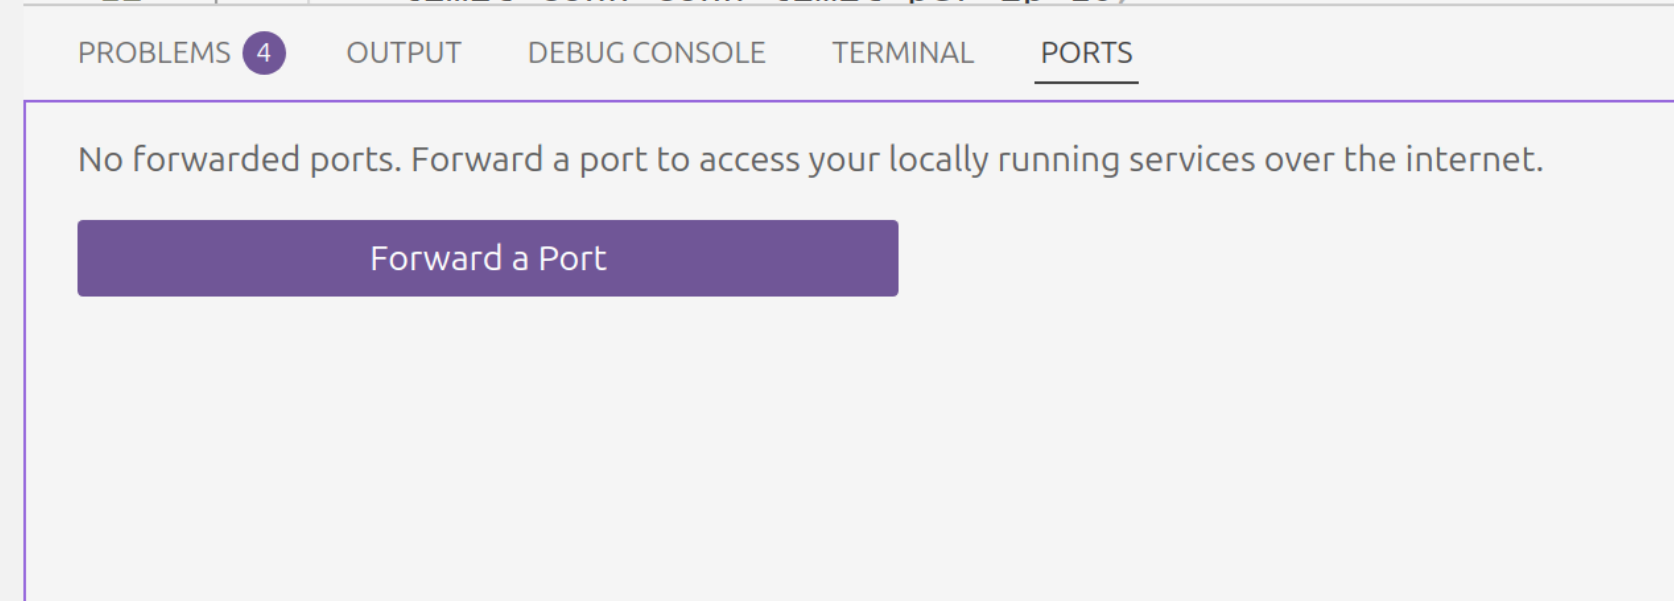 PROBLEMS 4 OUTPUT DEBUG CONSOLE TERMINAL PORTS
No forwarded ports. Forward a port to access your locally running services over the internet.
Forward a Port